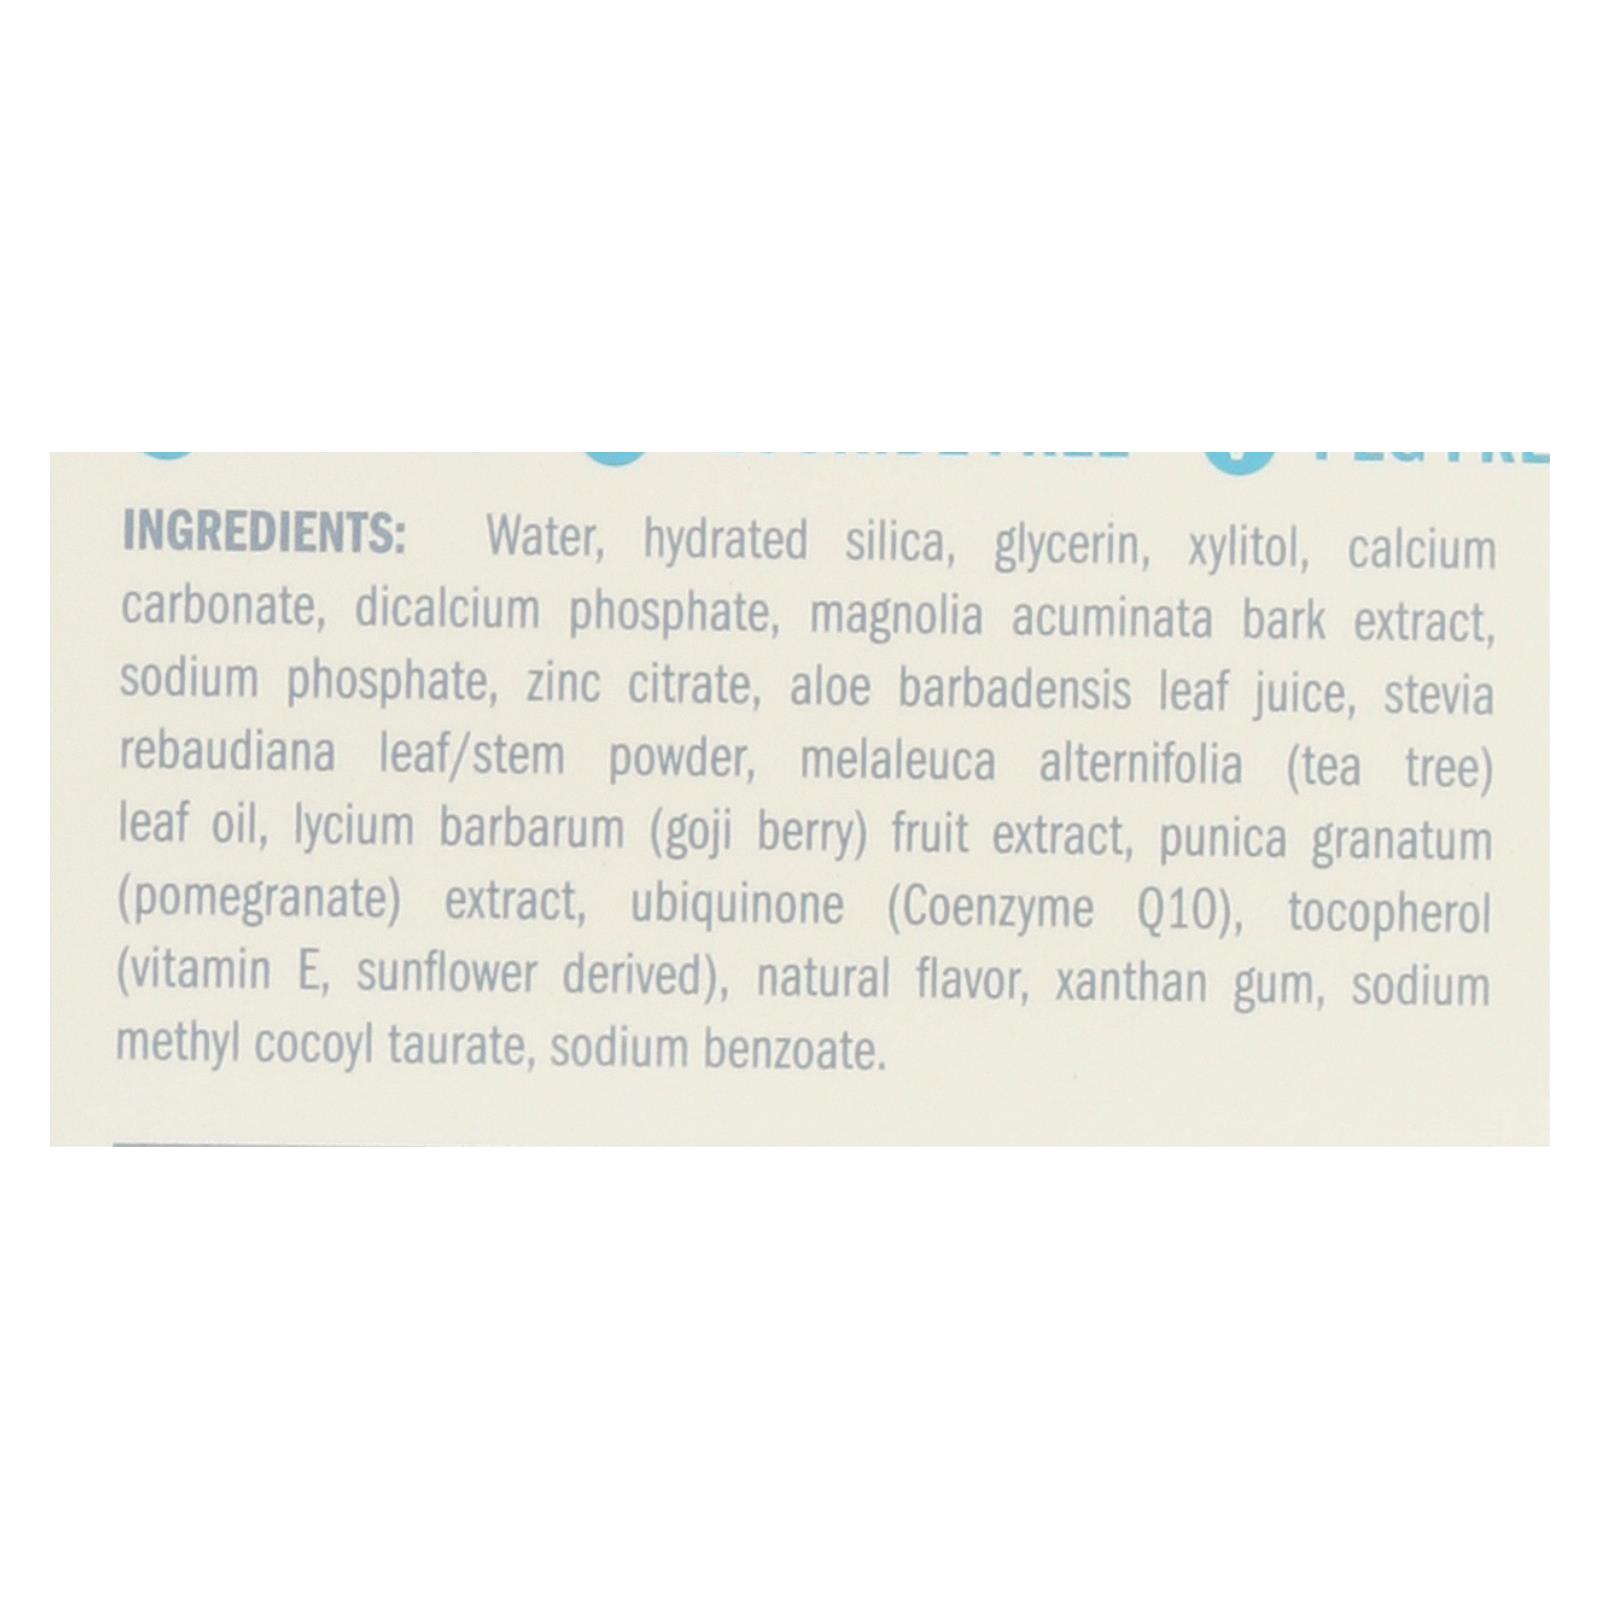 INGREDIENTS: Water, hydrated silica, glycerin, xylitol, calcium
carbonate, dicalcium phosphate, magnolia acuminata bark extract,
sodium phosphate, zinc citrate, aloe barbadensis leaf juice, stevia
rebaudiana leaf/stem powder, melaleuca alternifolia (tea tree)
leaf oil, lycium barbarum (goji berry) fruit extract, punica granatum
(pomegranate) extract, ubiquinone (Coenzyme Q10), tocopherol
(vitamin E, sunflower derived), natural flavor, xanthan gum, sodium
methyl cocoyl taurate, sodium benzoate.